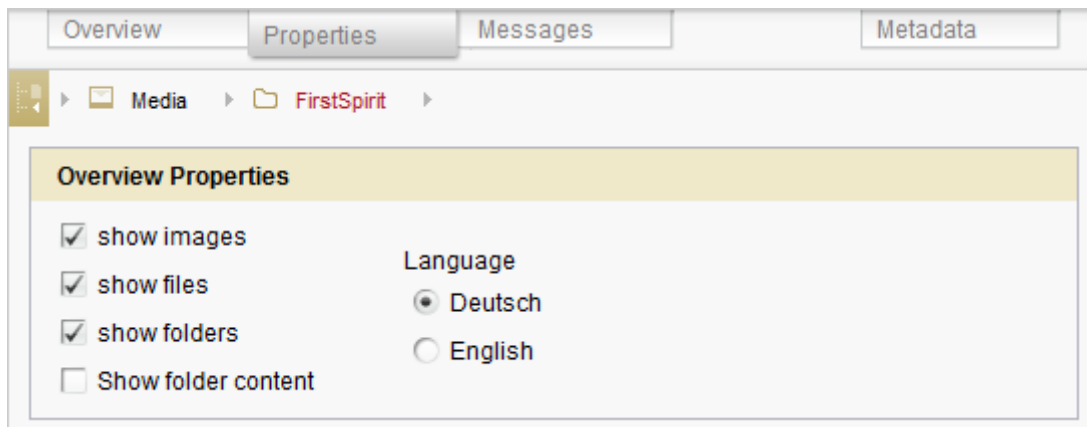 Overview Properties Messages Metadata
Media FirstSpirit
Overview Properties
show images
show files
show folders
Show folder content
Language
Deutsch
English